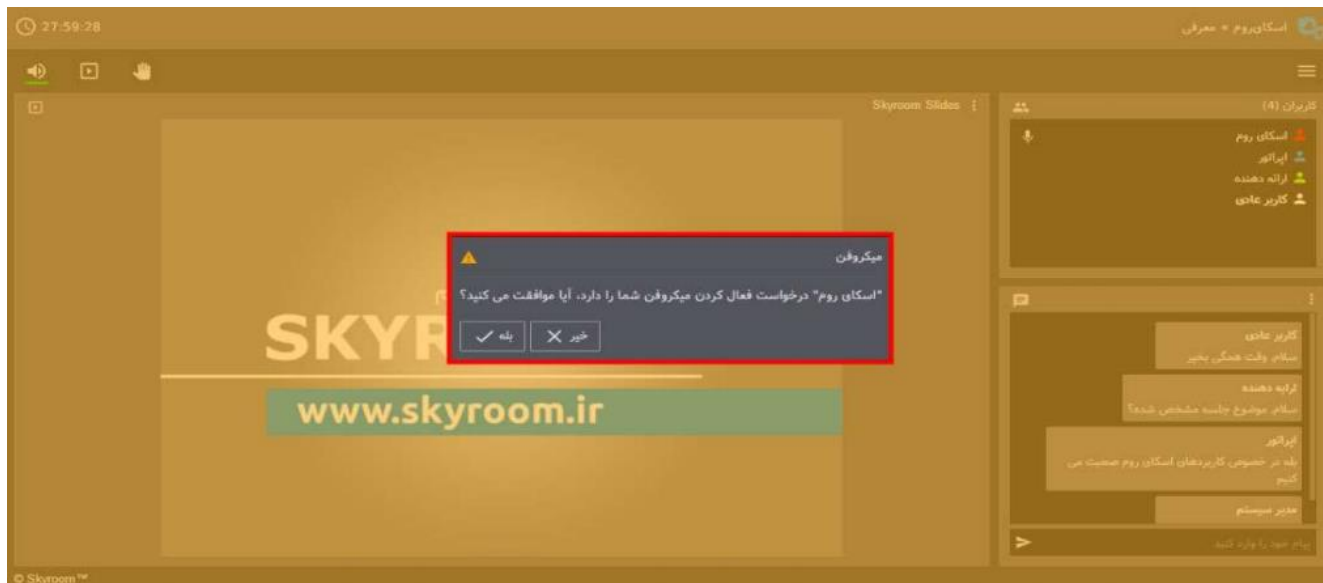 27:59:28
اسکای‌روم » معرفی
Skyroom Slides
کاربران (4)
اسکای روم
اپراتور
ارائه دهنده
کاربر عادی
میکروفن
"اسکای روم" درخواست فعال کردن میکروفن شما را دارد، آیا موافقت می کنید؟
خیر
بله
SKYR
www.skyroom.ir
کاربر عادی
سلام، وقت همگی بخیر
ارایه دهنده
سلام، موضوع جلسه مشخص شده؟
اپراتور
بله در خصوص کاربردهای اسکای روم صحبت می
کنیم
مدیر سیستم
پیام خود را وارد کنید
© Skyroom™